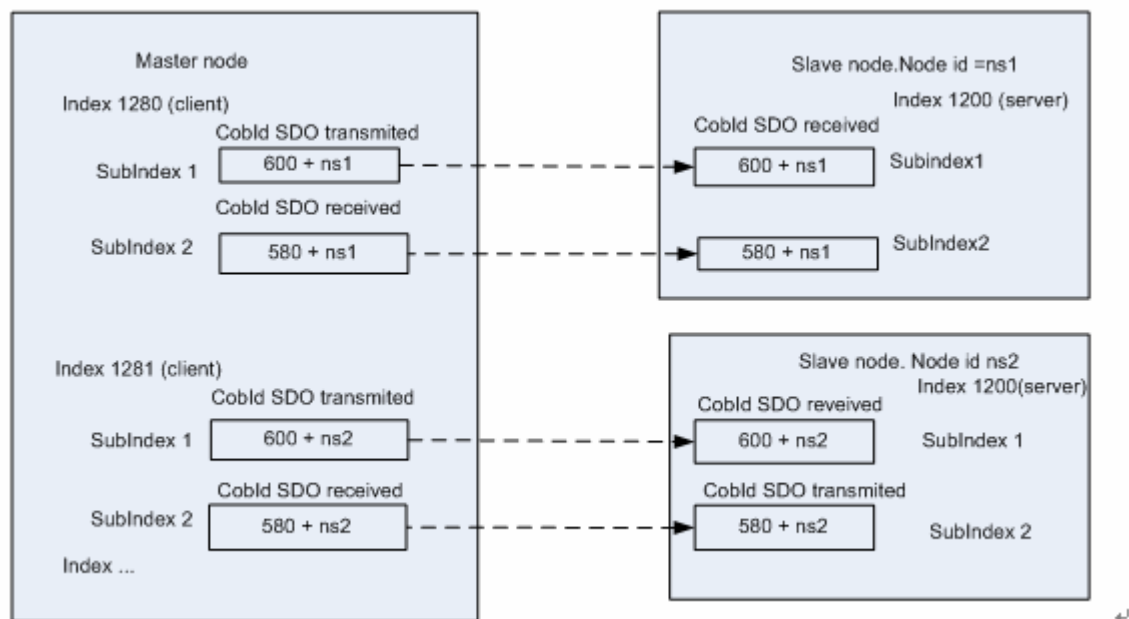 Master node
Index 1280 (client)
CobId SDO transmited
SubIndex 1
600 + ns1
CobId SDO received
SubIndex 2
580 + ns1
Index 1281 (client)
CobId SDO transmited
SubIndex 1
600 + ns2
CobId SDO received
SubIndex 2
580 + ns2
Index ...
Slave node.Node id =ns1
Index 1200 (server)
CobId SDO received
600 + ns1
Subindex1
580 + ns1
SubIndex2
Slave node. Node id ns2
Index 1200(server)
CobId SDO reveived
600 + ns2
SubIndex 1
CobId SDO transmited
580 + ns2
SubIndex 2